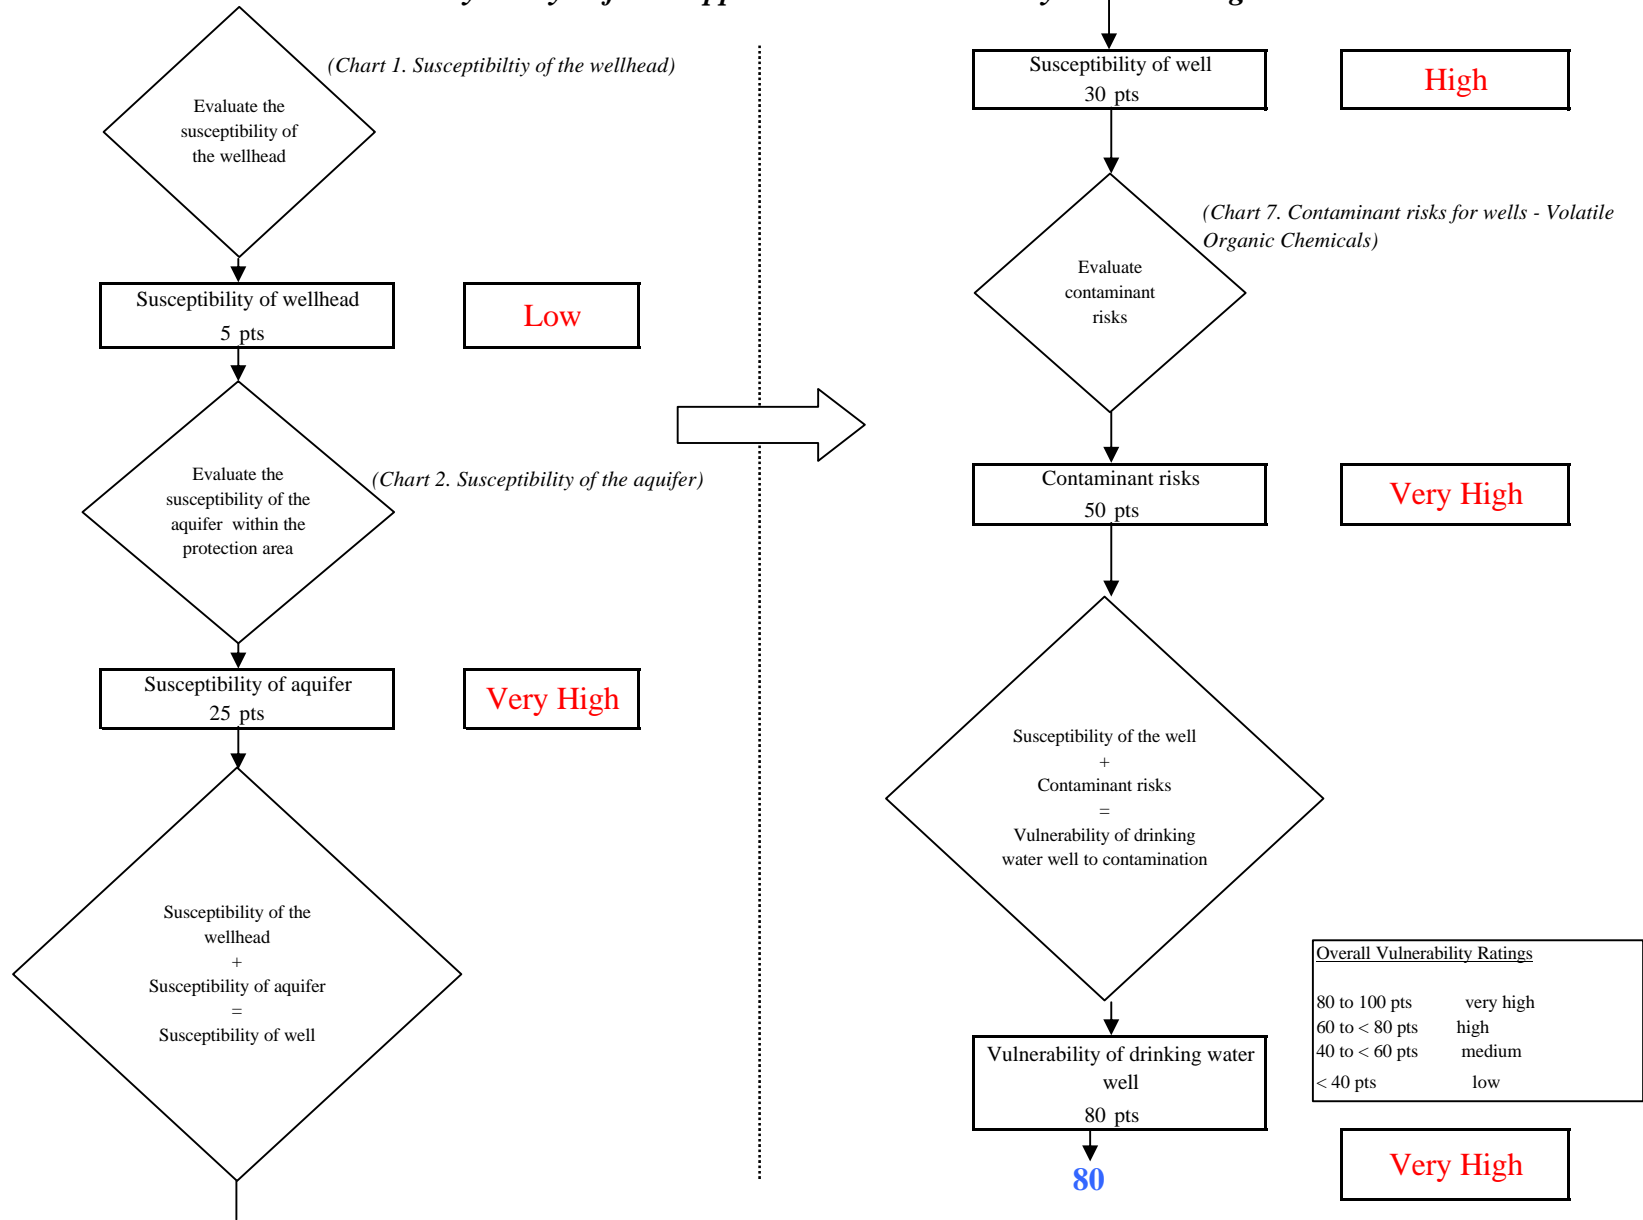 (Chart 1. Susceptibiltiy of the wellhead)
Evaluate the
susceptibility of
the wellhead
Susceptibility of wellhead
5 pts
Low
Evaluate the
susceptibility of the
aquifer within the
protection area
(Chart 2. Susceptibility of the aquifer)
Susceptibility of aquifer
25 pts
Very High
Susceptibility of the
wellhead
+
Susceptibility of aquifer
=
Susceptibility of well
Susceptibility of well
30 pts
High
(Chart 7. Contaminant risks for wells - Volatile
Organic Chemicals)
Evaluate
contaminant
risks
Contaminant risks
50 pts
Very High
Susceptibility of the well
+
Contaminant risks
=
Vulnerability of drinking
water well to contamination
Overall Vulnerability Ratings
80 to 100 pts very high
60 to < 80 pts high
40 to < 60 pts medium
< 40 pts low
Vulnerability of drinking water
well
80 pts
80
Very High